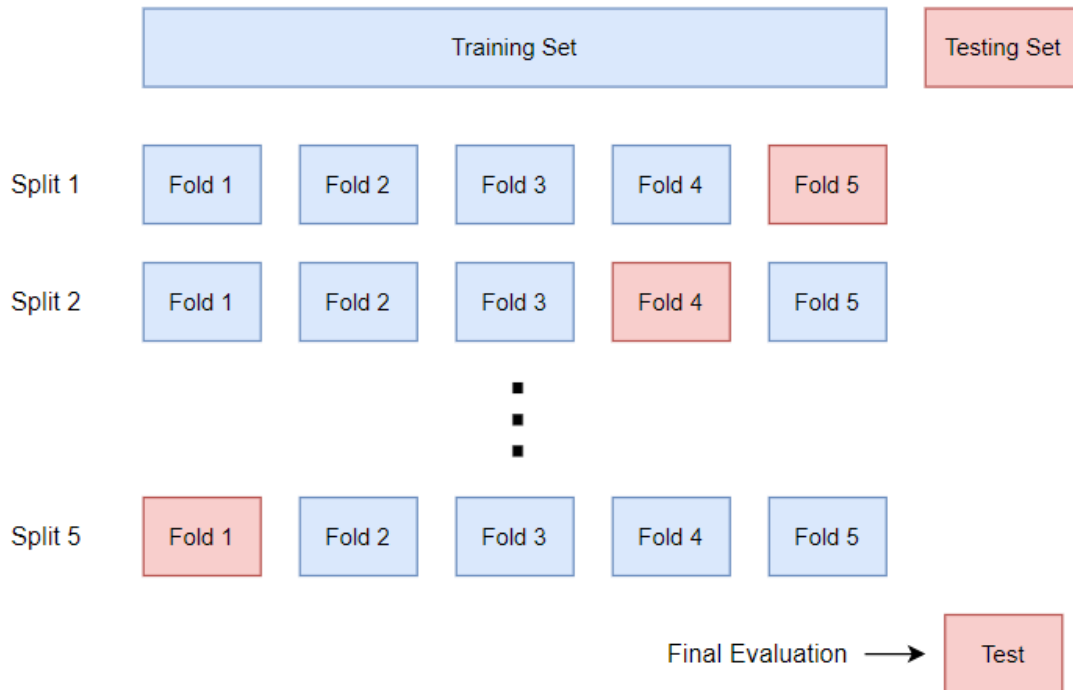 Training Set
Testing Set
Split 1
Fold 1
Fold 2
Fold 3
Fold 4
Fold 5
Split 2
Fold 1
Fold 2
Fold 3
Fold 4
Fold 5
Split 5
Fold 1
Fold 2
Fold 3
Fold 4
Fold 5
Final Evaluation
Test